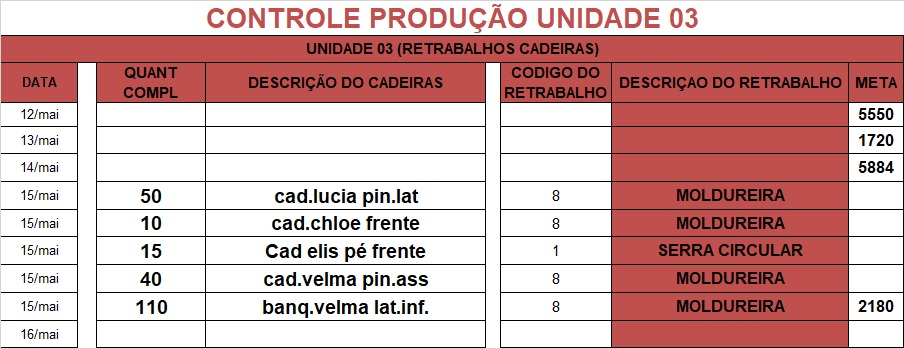 CONTROLE PRODUÇÃO UNIDADE 03
UNIDADE 03 (RETRABALHOS CADEIRAS)
DATA QUANT COMPL DESCRIÇÃO DO CADEIRAS CODIGO DO RETRABALHO DESCRIÇAO DO RETRABALHO META
12/mai 5550
13/mai 1720
14/mai 5884
15/mai 50 cad.lucia pin.lat 8 MOLDUREIRA
15/mai 10 cad.chloe frente 8 MOLDUREIRA
15/mai 15 Cad elis pé frente 1 SERRA CIRCULAR
15/mai 40 cad.velma pin.ass 8 MOLDUREIRA
15/mai 110 banq.velma lat.inf. 8 MOLDUREIRA 2180
16/mai